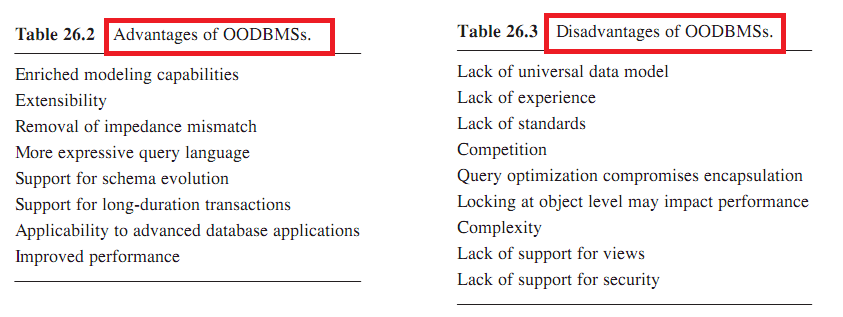 Table 26.2 Advantages of OODBMSs.
Enriched modeling capabilities
Extensibility
Removal of impedance mismatch
More expressive query language
Support for schema evolution
Support for long-duration transactions
Applicability to advanced database applications
Improved performance
Table 26.3 Disadvantages of OODBMSs.
Lack of universal data model
Lack of experience
Lack of standards
Competition
Query optimization compromises encapsulation
Locking at object level may impact performance
Complexity
Lack of support for views
Lack of support for security